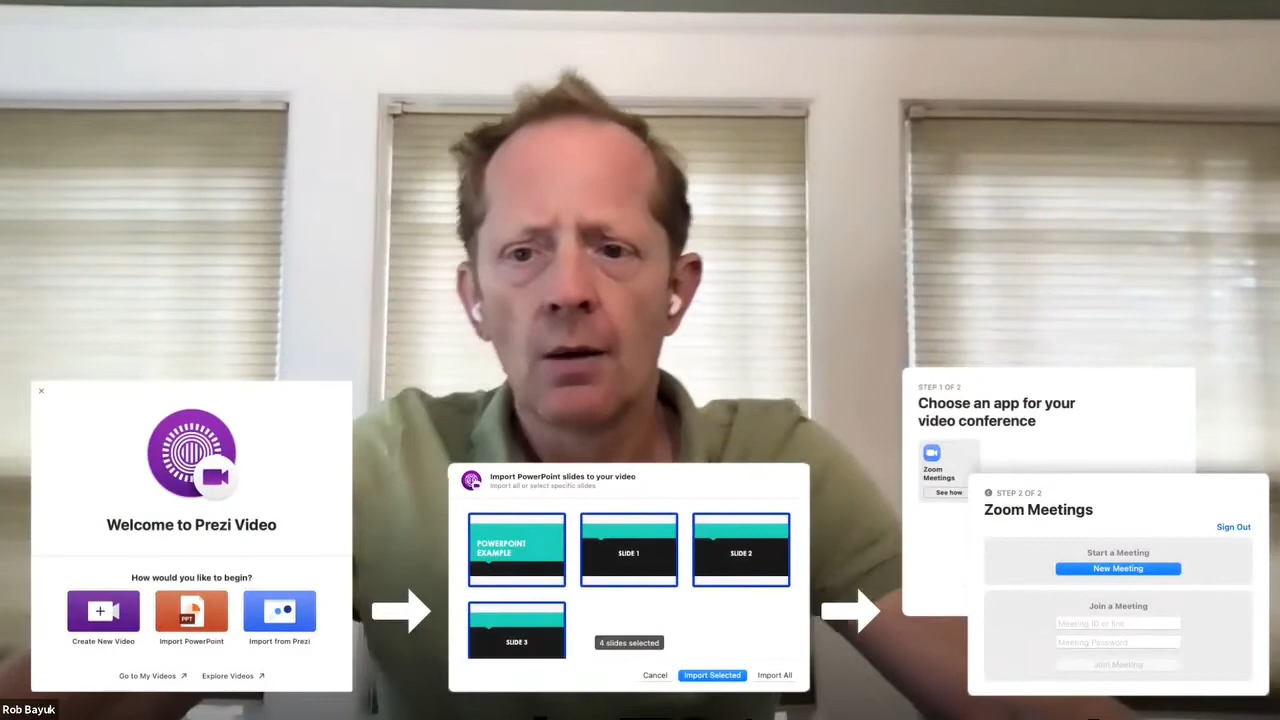 Welcome to Prezi Video
How would you like to begin?
PPT
Create New Video
Import PowerPoint
Import from Prezi
Go to My Videos
Explore Videos
Import PowerPoint slides to your video
Import all or select specific slides
POWERPOINT
EXAMPLE
SLIDE 1
SLIDE 2
SLIDE 3
4 slides selected
Cancel
Import Selected
Import All
STEP 1 OF 2
Choose an app for your
video conference
Zoom
Meetings
See how
STEP 2 OF 2
Zoom Meetings
Sign Out
Start a Meeting
New Meeting
Join a Meeting
Meeting ID or link
Meeting Password
Join Meeting
Rob Bayuk